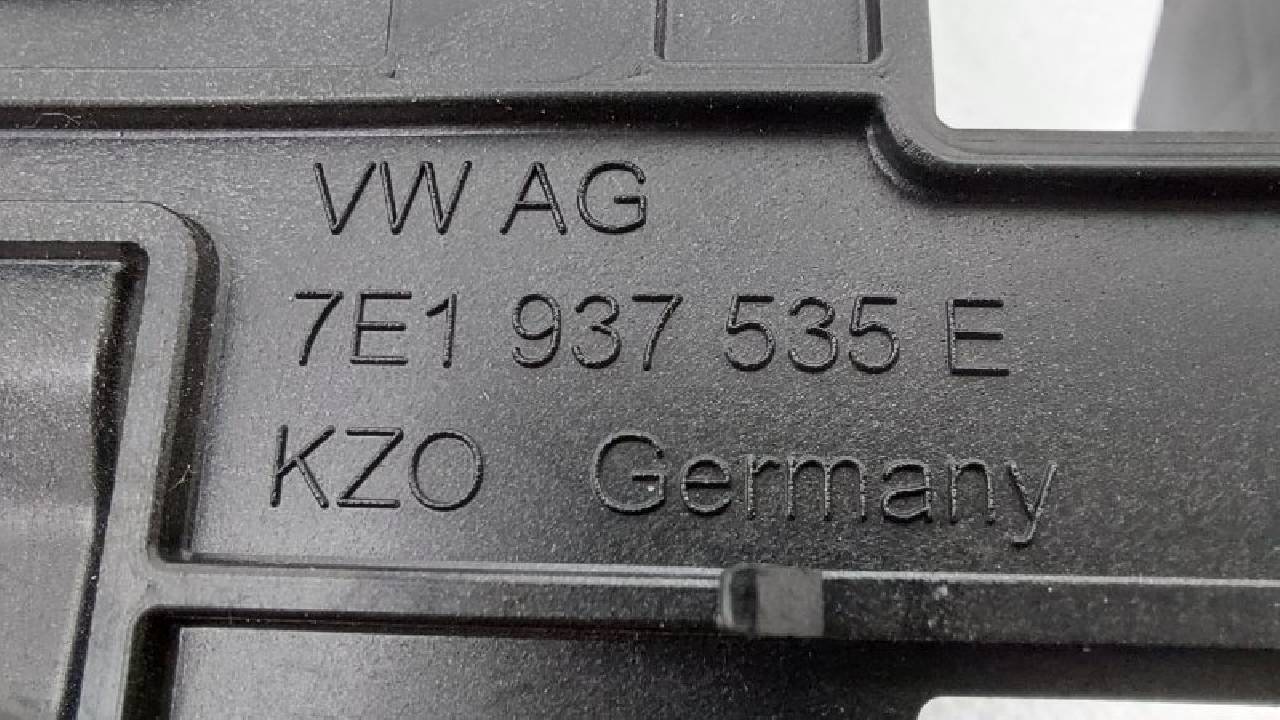 VW AG
7E1 937 535 E
KZO Germany